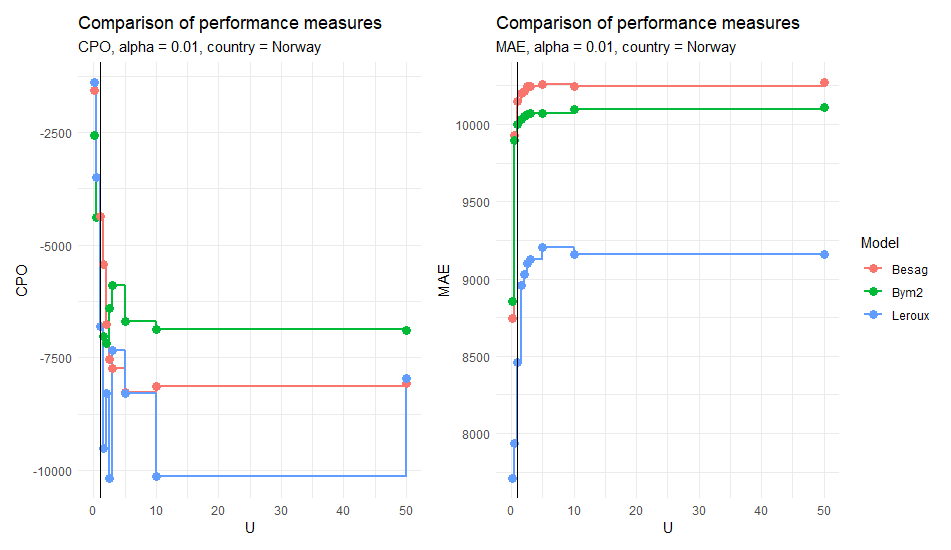 Comparison of performance measures
CPO, alpha = 0.01, country = Norway
CPO
-2500
-5000
-7500
-10000
0 10 20 30 40 50
U
Comparison of performance measures
MAE, alpha = 0.01, country = Norway
MAE
10000
9500
9000
8500
8000
0 10 20 30 40 50
U
Model
Besag
Bym2
Leroux